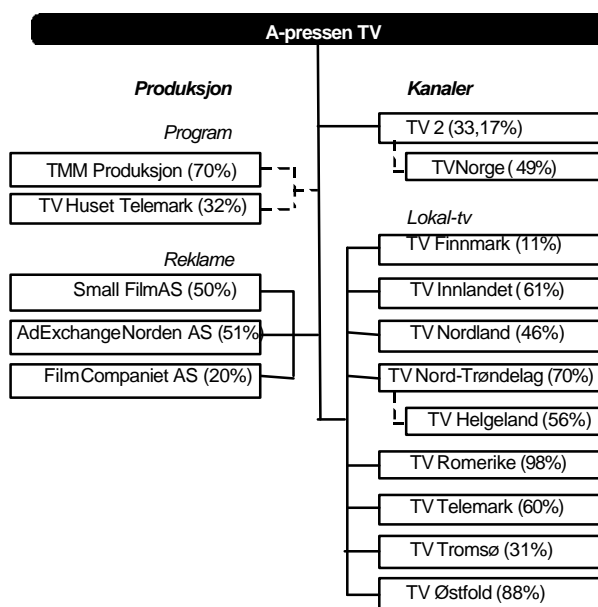 A-pressen TV
Produksjon
Program
TMM Produksjon (70%)
TV Huset Telemark (32%)
Reklame
Small Film AS (50%)
AdExchangeNorden AS (51%)
FilmCompaniet AS (20%)
Kanaler
TV 2 (33,17%)
TVNorge (49%)
Lokal-tv
TV Finnmark (11%)
TV Innlandet (61%)
TV Nordland (46%)
TV Nord-Trøndelag (70%)
TV Helgeland (56%)
TV Romerike (98%)
TV Telemark (60%)
TV Tromsø (31%)
TV Østfold (88%)